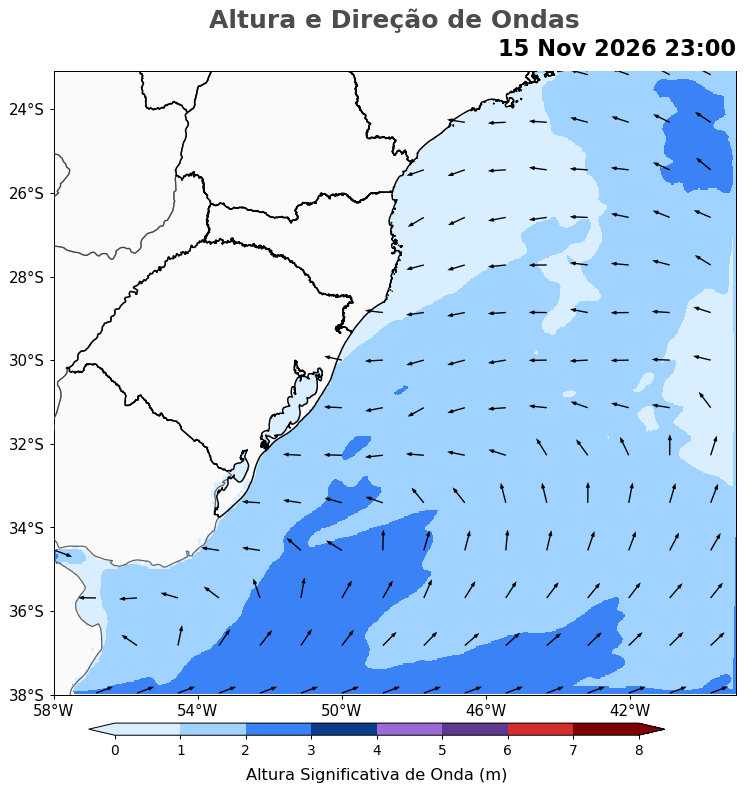 Altura e Direção de Ondas
15 Nov 2026 23:00
24°S
26°S
28°S
30°S
32°S
34°S
36°S
38°S
58°W 54°W 50°W 46°W 42°W
0 1 2 3 4 5 6 7 8
Altura Significativa de Onda (m)